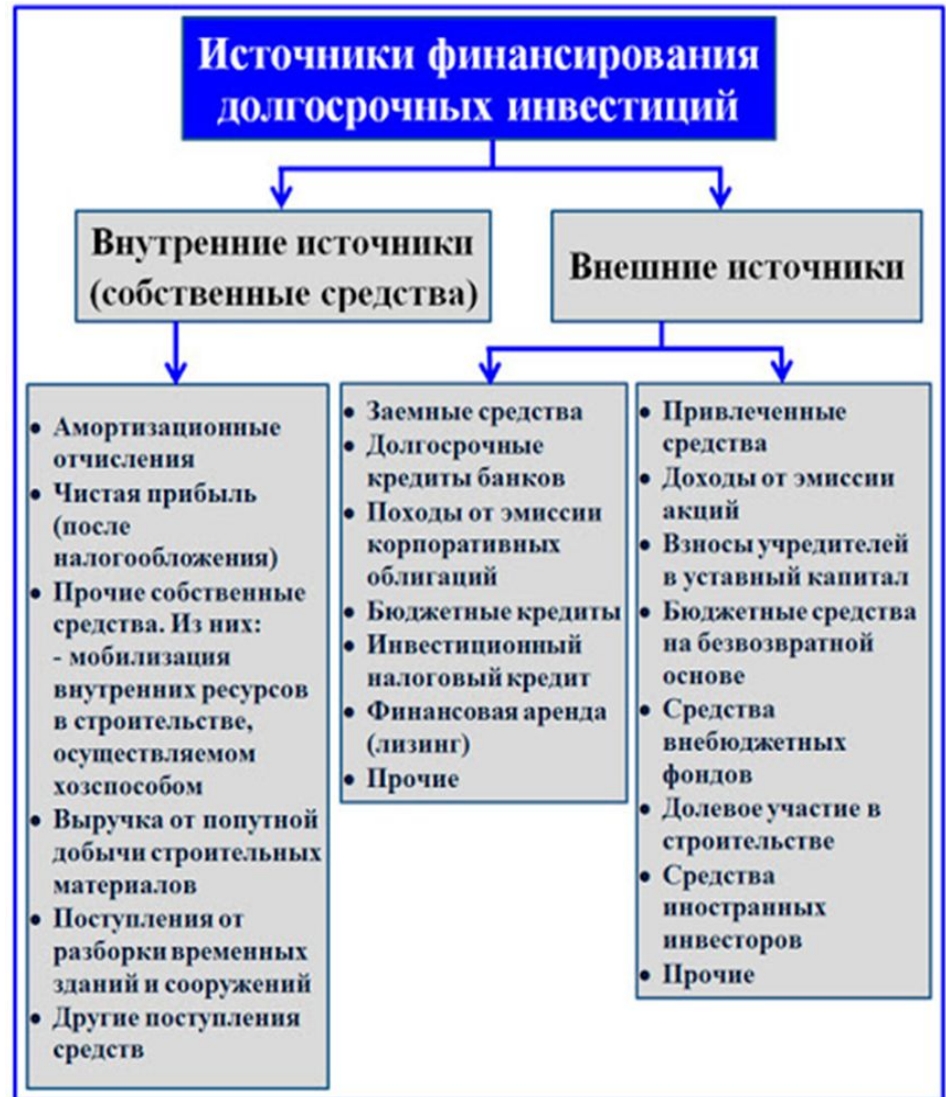 Источники финансирования
долгосрочных инвестиций
Внутренние источники
(собственные средства)
Внешние источники
• Амортизационные
отчисления
• Чистая прибыль
(после
налогообложения)
• Прочие собственные
средства. Из них:
- мобилизация
внутренних ресурсов
в строительстве,
осуществляемом
хозспособом
• Выручка от попутной
добычи строительных
материалов
• Поступления от
разборки временных
зданий и сооружений
• Другие поступления
средств
• Заемные средства
• Долгосрочные
кредиты банков
• Походы от эмиссии
корпоративных
облигаций
• Бюджетные кредиты
• Инвестиционный
налоговый кредит
• Финансовая аренда
(лизинг)
• Прочие
• Привлеченные
средства
• Доходы от эмиссии
акций
• Взносы учредителей
в уставный капитал
• Бюджетные средства
на безвозвратной
основе
• Средства
внебюджетных
фондов
• Долевое участие в
строительстве
• Средства
иностранных
инвесторов
• Прочие